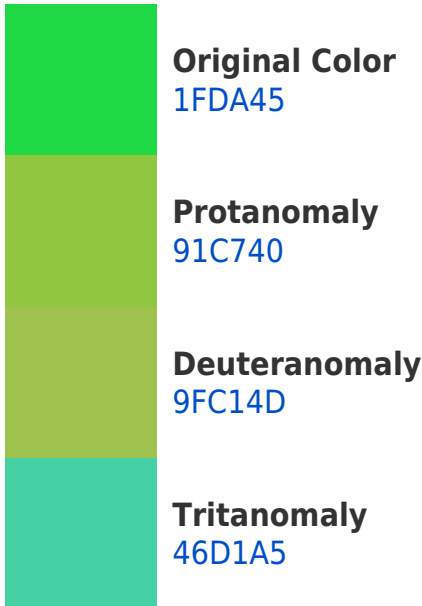 Original Color
1FDA45
Protanomaly
91C740
Deuteranomaly
9FC14D
Tritanomaly
46D1A5